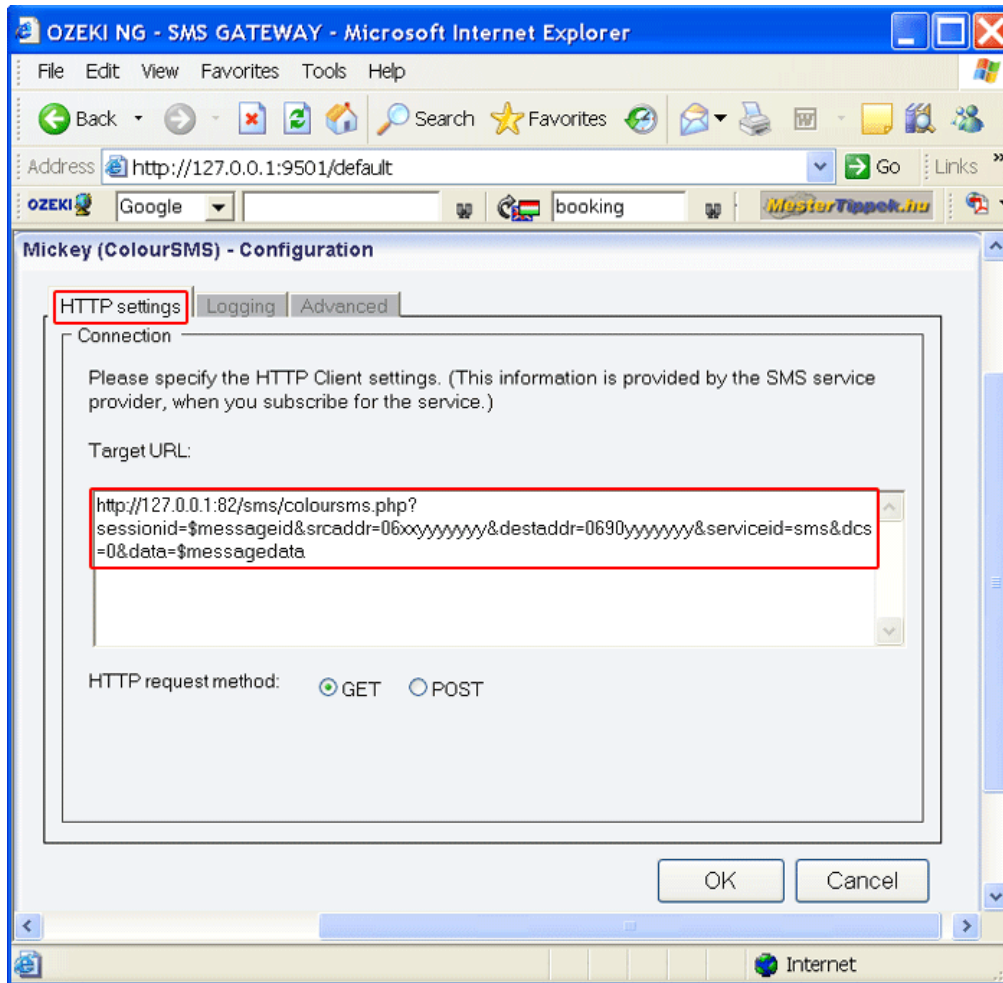 OZEKI NG - SMS GATEWAY - Microsoft Internet Explorer
File Edit View Favorites Tools Help
Back Search Favorites
Address http://127.0.0.1:9501/default Go Links »
OZEKI Google booking MesterTippek.hu
Mickey (ColourSMS) - Configuration
HTTP settings Logging Advanced
Connection
Please specify the HTTP Client settings. (This information is provided by the SMS service
provider, when you subscribe for the service.)
Target URL:
http://127.0.0.1:82/sms/coloursms.php?
sessionid=$messageid&srcaddr=06xxyyyyyyy&destaddr=0690yyyyyyy&serviceid=sms&dcs
=0&data=$messagedata
HTTP request method: GET POST
OK Cancel
Internet